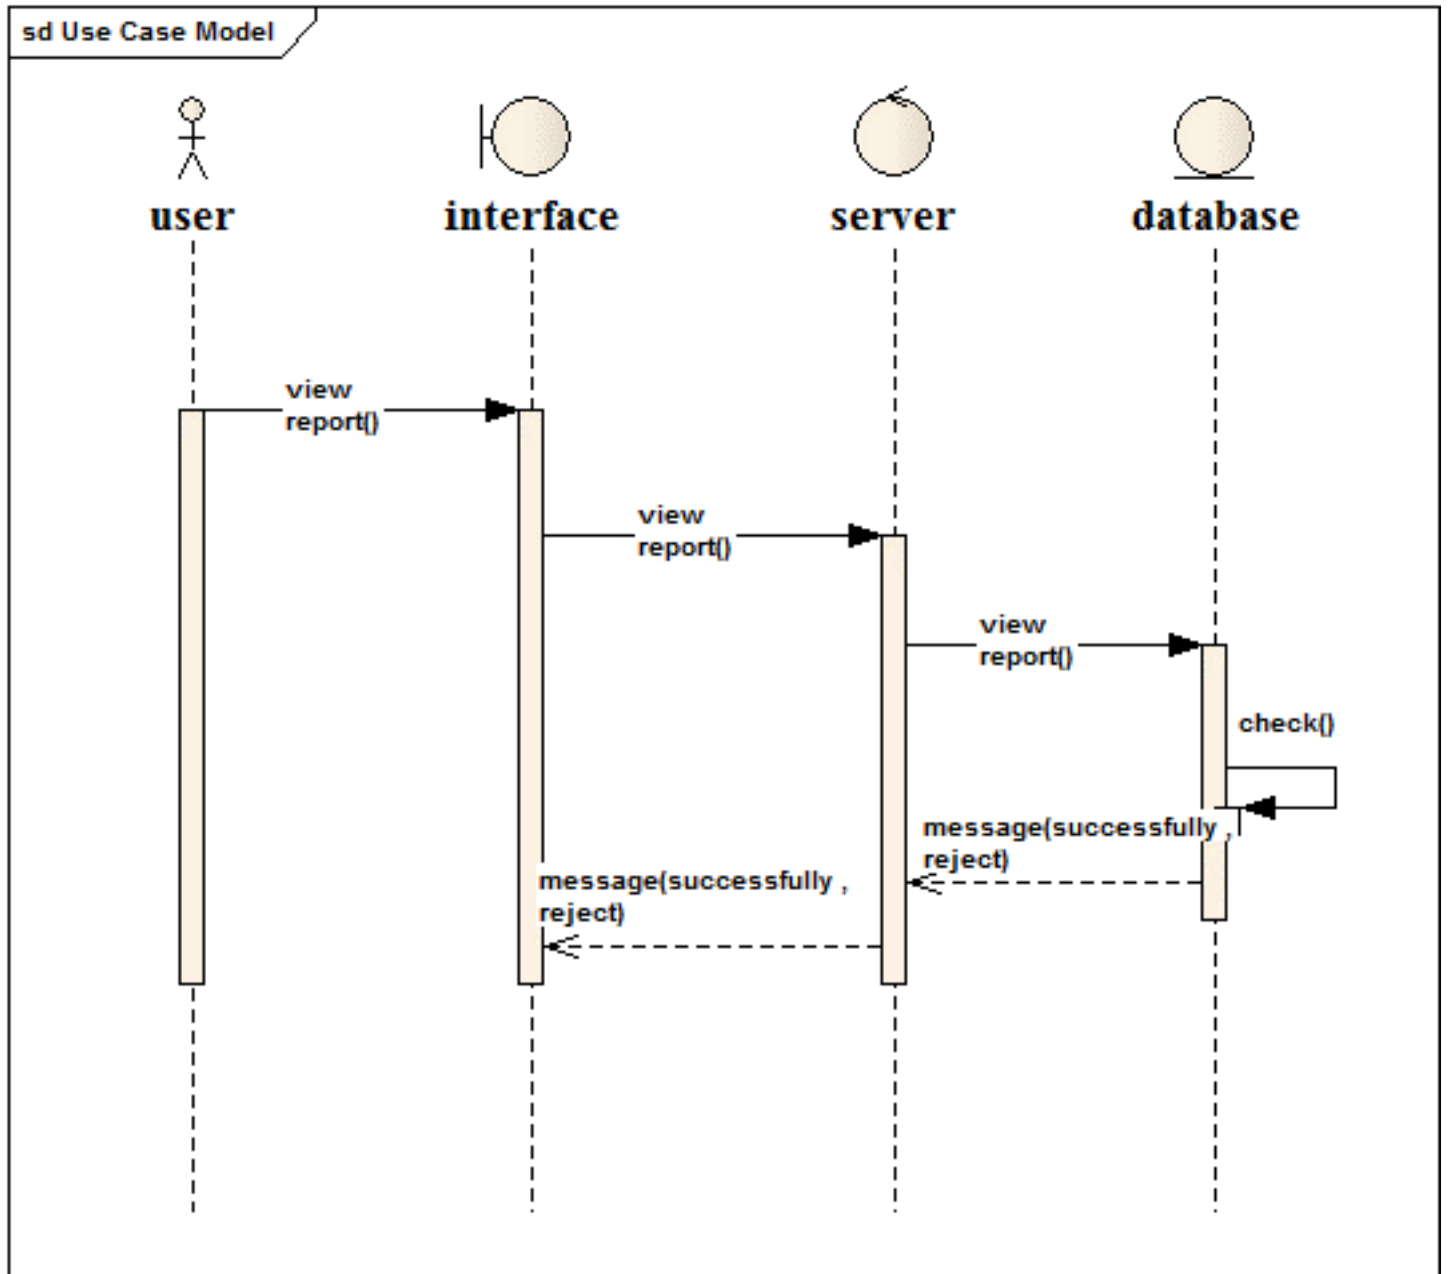 sd Use Case Model
user
interface
server
database
view
report()
view
report()
view
report()
check()
message(successfully ,
reject)
message(successfully ,
reject)